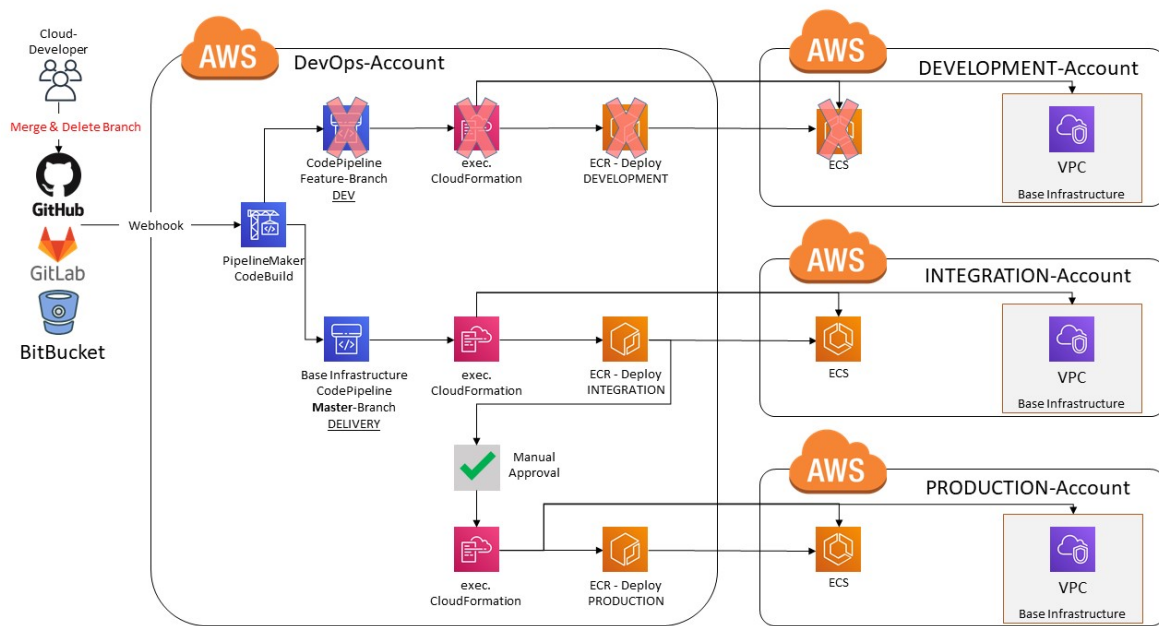 Cloud-
Developer
Merge & Delete Branch
GitHub
GitLab
BitBucket
Webhook
AWS
DevOps-Account
PipelineMaker
CodeBuild
CodePipeline
Feature-Branch
DEV
exec.
CloudFormation
ECR - Deploy
DEVELOPMENT
Base Infrastructure
CodePipeline
Master-Branch
DELIVERY
exec.
CloudFormation
ECR - Deploy
INTEGRATION
Manual
Approval
exec.
CloudFormation
ECR - Deploy
PRODUCTION
AWS
DEVELOPMENT-Account
ECS
VPC
Base Infrastructure
AWS
INTEGRATION-Account
ECS
VPC
Base Infrastructure
AWS
PRODUCTION-Account
ECS
VPC
Base Infrastructure